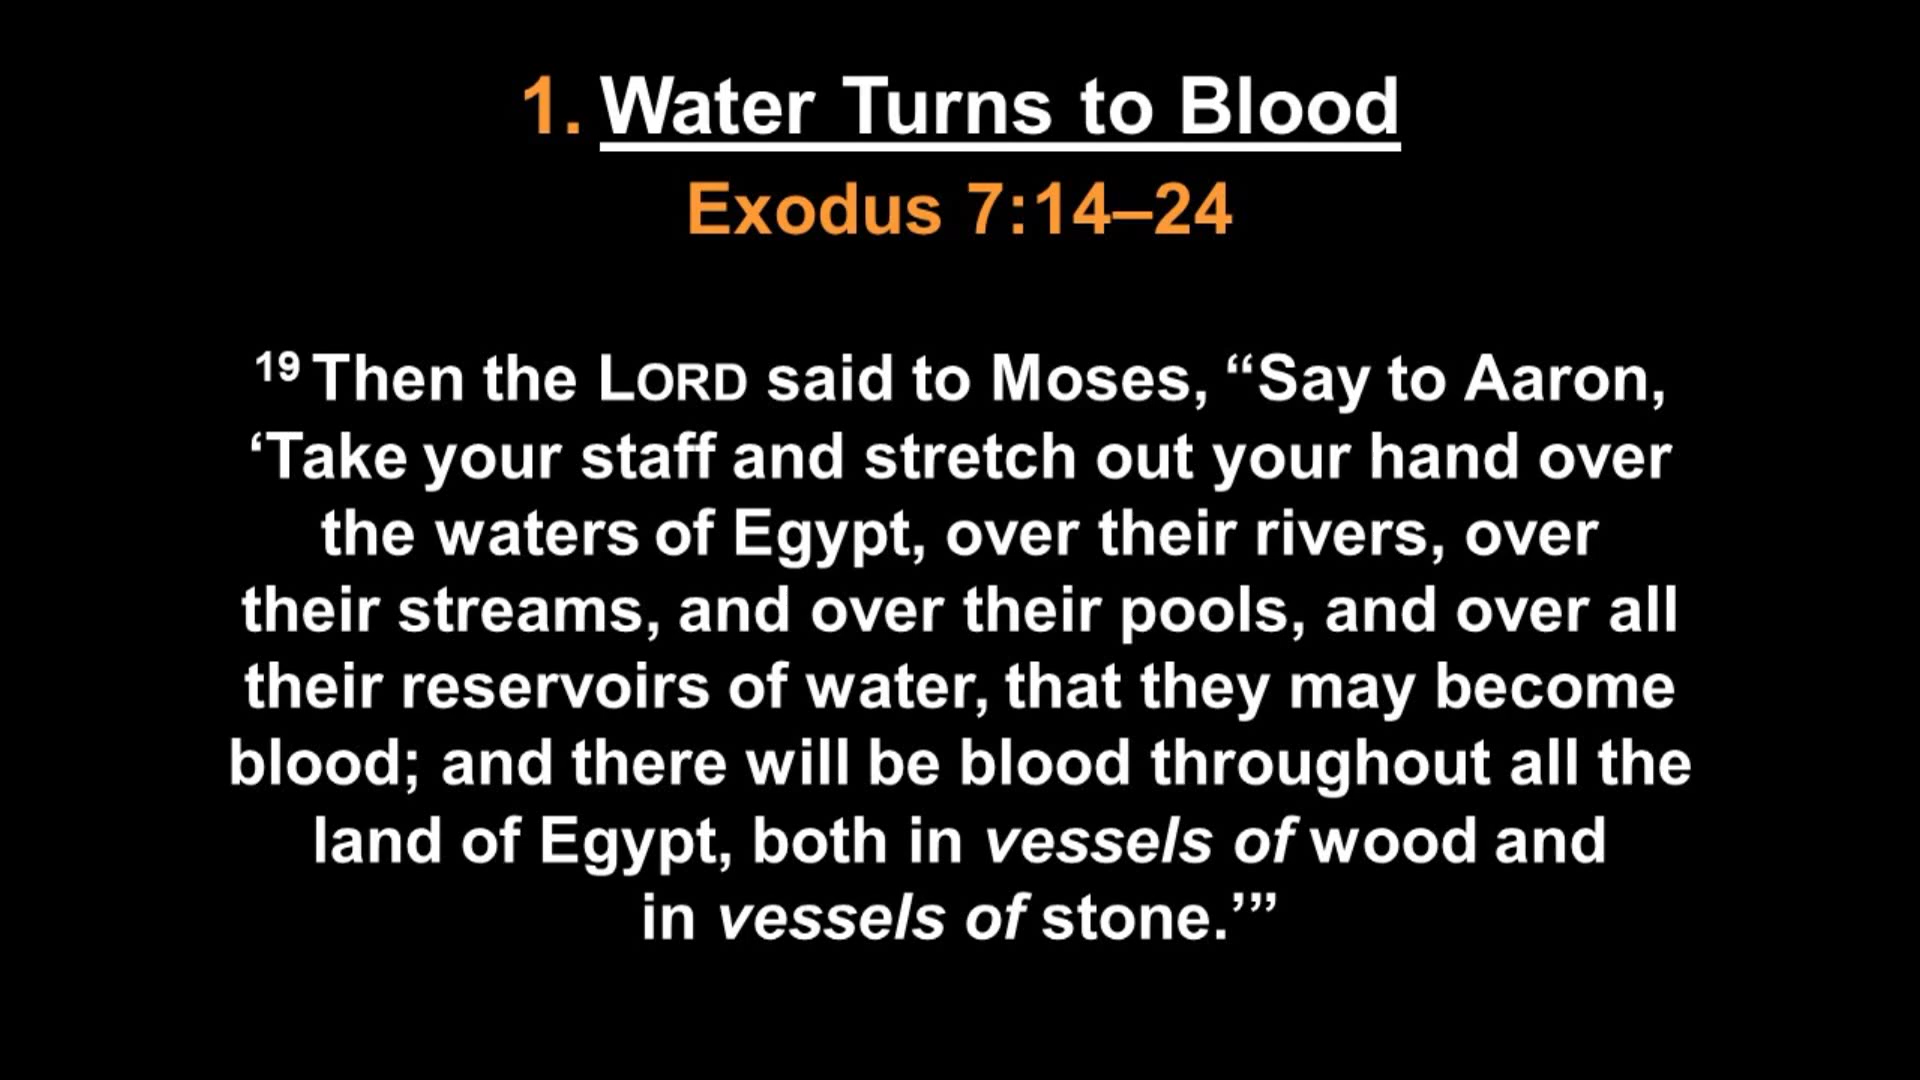 1. Water Turns to Blood
Exodus 7:14–24
19 Then the LORD said to Moses, “Say to Aaron,
‘Take your staff and stretch out your hand over
the waters of Egypt, over their rivers, over
their streams, and over their pools, and over all
their reservoirs of water, that they may become
blood; and there will be blood throughout all the
land of Egypt, both in vessels of wood and
in vessels of stone.’”